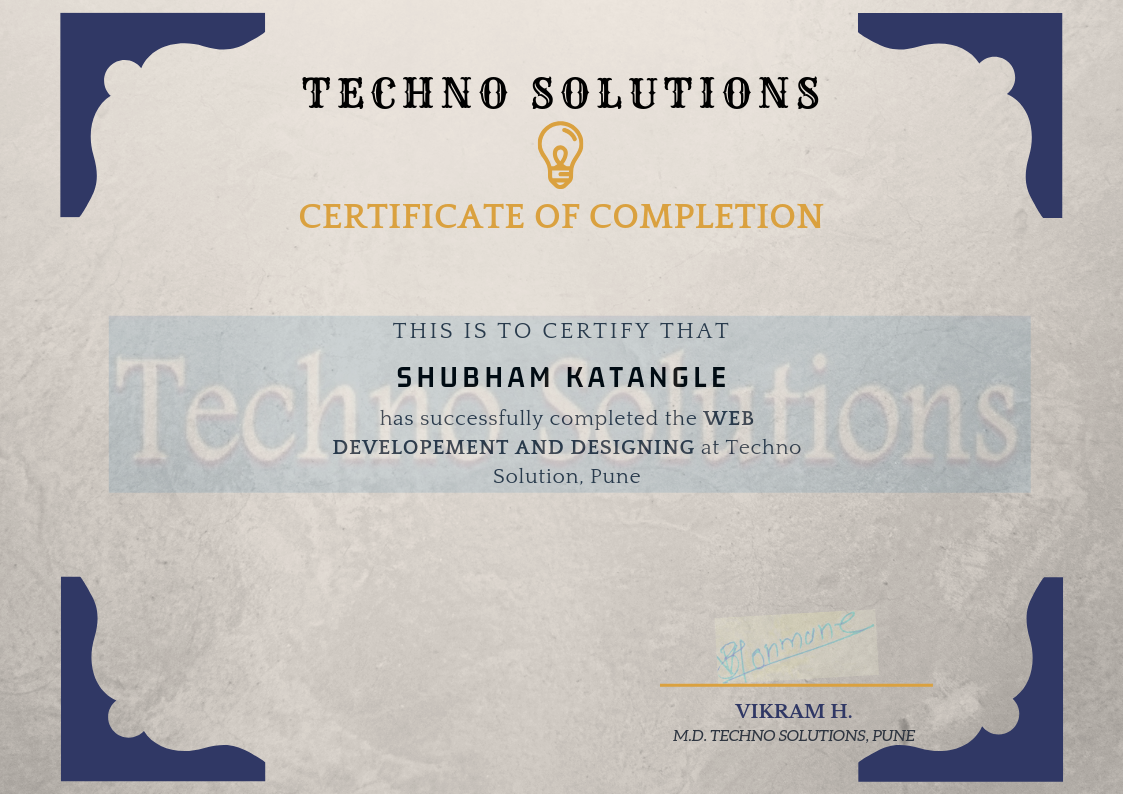 TECHNO SOLUTIONS
CERTIFICATE OF COMPLETION
Techno Solutions
THIS IS TO CERTIFY THAT
SHUBHAM KATANGLE
has successfully completed the WEB
DEVELOPEMENT AND DESIGNING at Techno
Solution, Pune
VIKRAM H.
M.D. TECHNO SOLUTIONS, PUNE